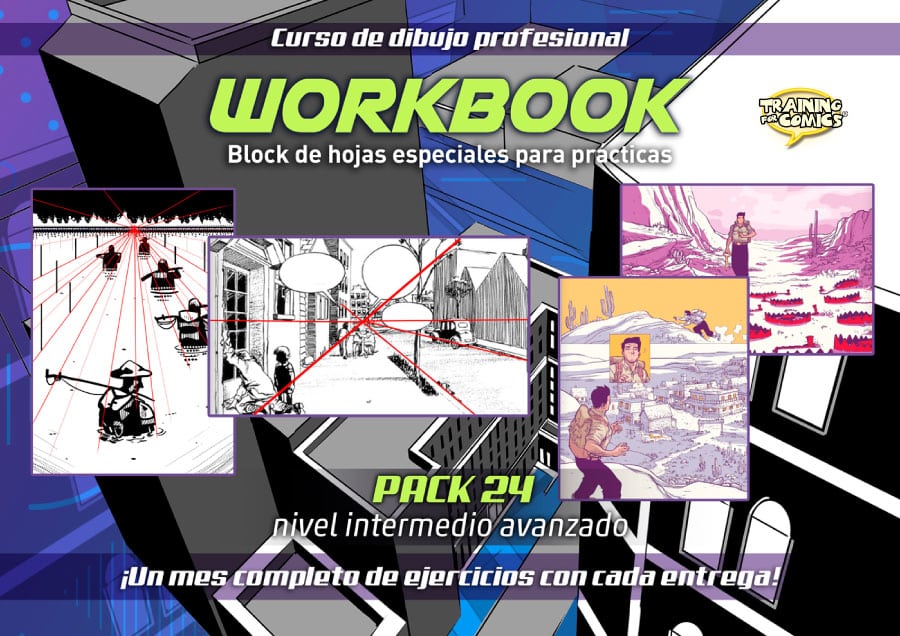 Curso de dibujo profesional
WORKBOOK
Block de hojas especiales para prácticas
TRAINING
FOR COMICS
PACK 24
nivel intermedio avanzado
¡Un mes completo de ejercicios con cada entrega!